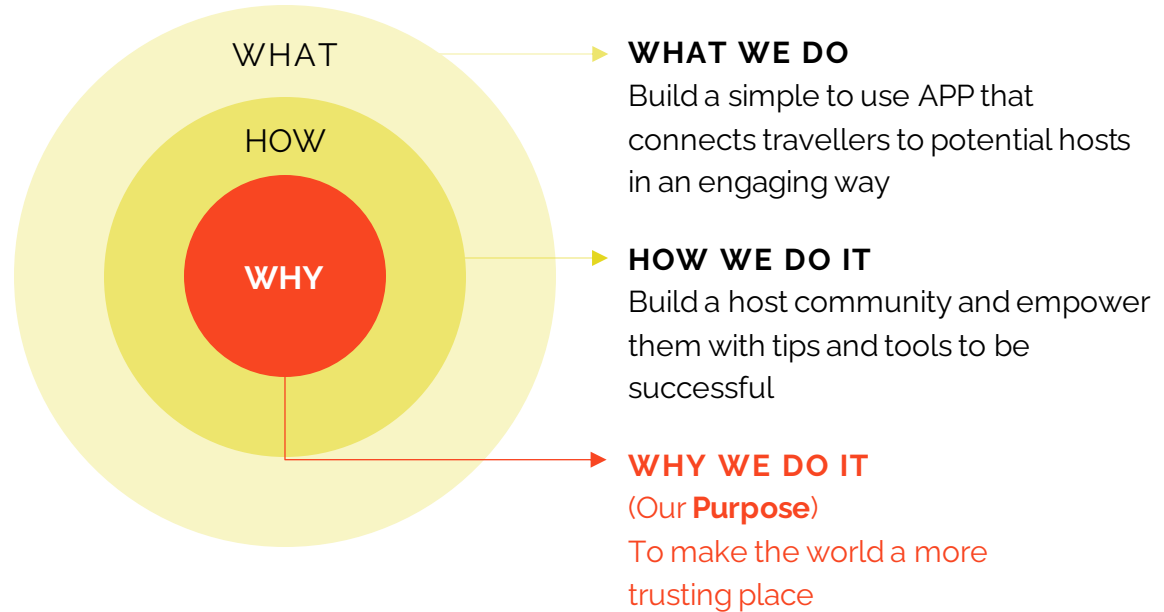 WHAT
HOW
WHY
WHAT WE DO
Build a simple to use APP that
connects travellers to potential hosts
in an engaging way
HOW WE DO IT
Build a host community and empower
them with tips and tools to be
successful
WHY WE DO IT
(Our Purpose)
To make the world a more
trusting place